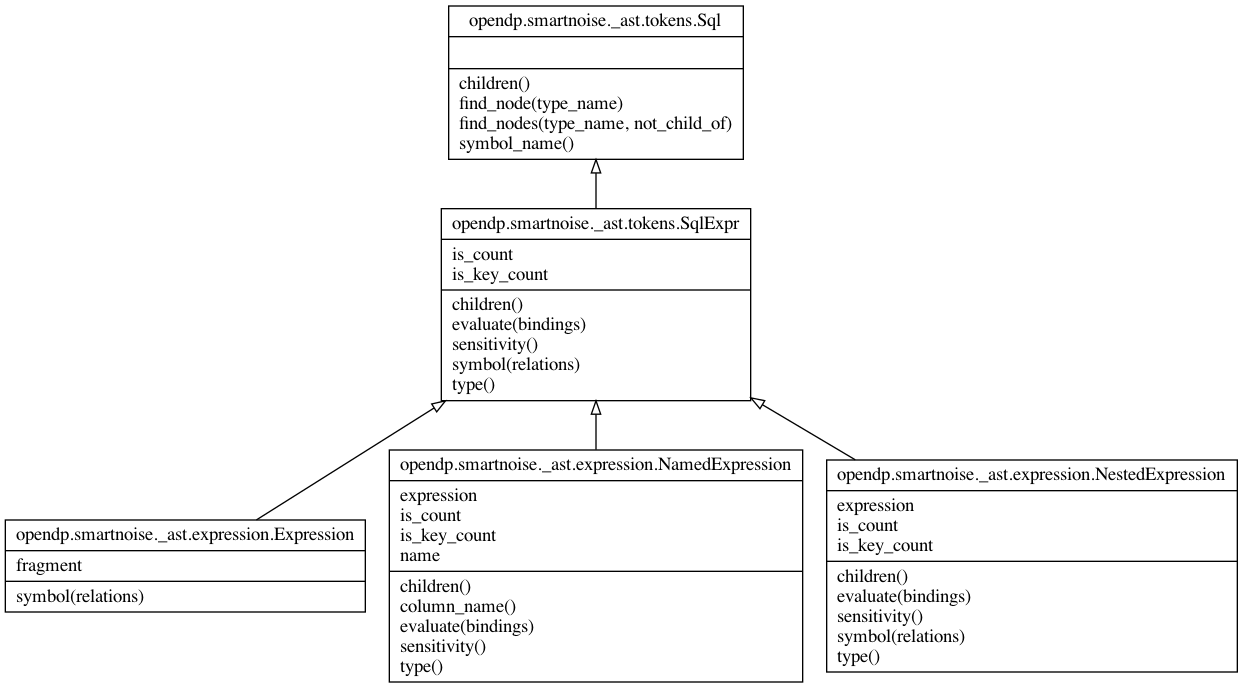 opendp.smartnoise._ast.tokens.Sql
children()
find_node(type_name)
find_nodes(type_name, not_child_of)
symbol_name()
opendp.smartnoise._ast.tokens.SqlExpr
is_count
is_key_count
children()
evaluate(bindings)
sensitivity()
symbol(relations)
type()
opendp.smartnoise._ast.expression.Expression
fragment
symbol(relations)
opendp.smartnoise._ast.expression.NamedExpression
expression
is_count
is_key_count
name
children()
column_name()
evaluate(bindings)
sensitivity()
type()
opendp.smartnoise._ast.expression.NestedExpression
expression
is_count
is_key_count
children()
evaluate(bindings)
sensitivity()
symbol(relations)
type()